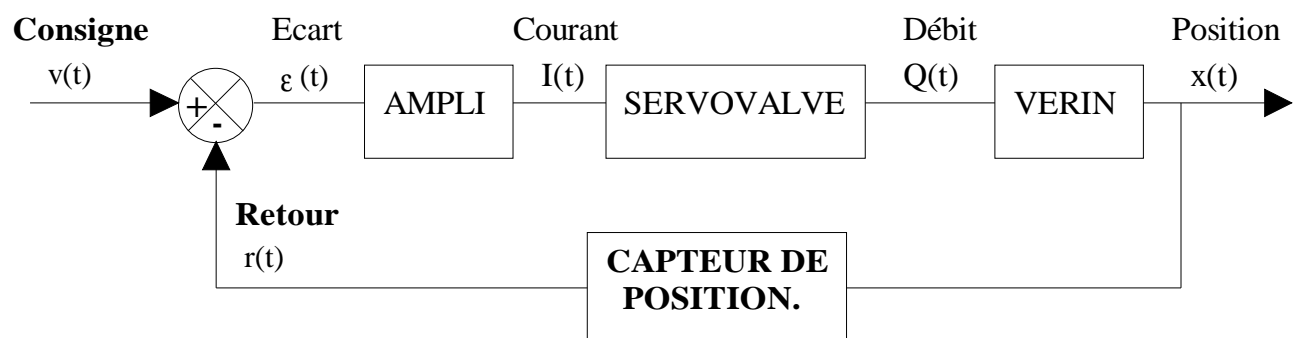 Consigne Ecart Courant Débit Position
v(t) ε (t) I(t) Q(t) x(t)
+ AMPLI SERVOVALVE VERIN
-
Retour
r(t)
CAPTEUR DE
POSITION.